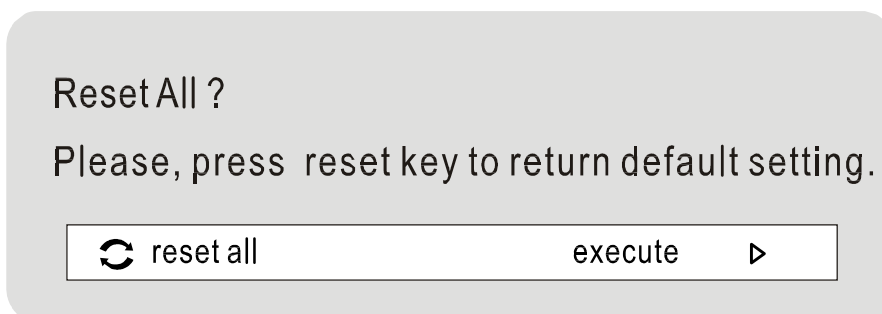 Reset All ?
Please, press reset key to return default setting.
reset all execute